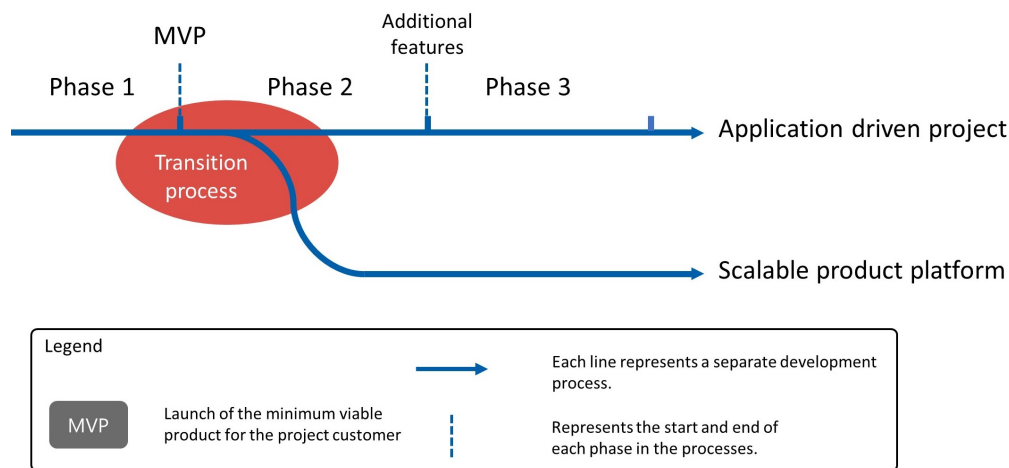 Additional
features
MVP
Phase 1
Phase 2
Phase 3
Application driven project
Transition
process
Scalable product platform
Legend
Each line represents a separate development
process.
MVP
Launch of the minimum viable
product for the project customer
Represents the start and end of
each phase in the processes.